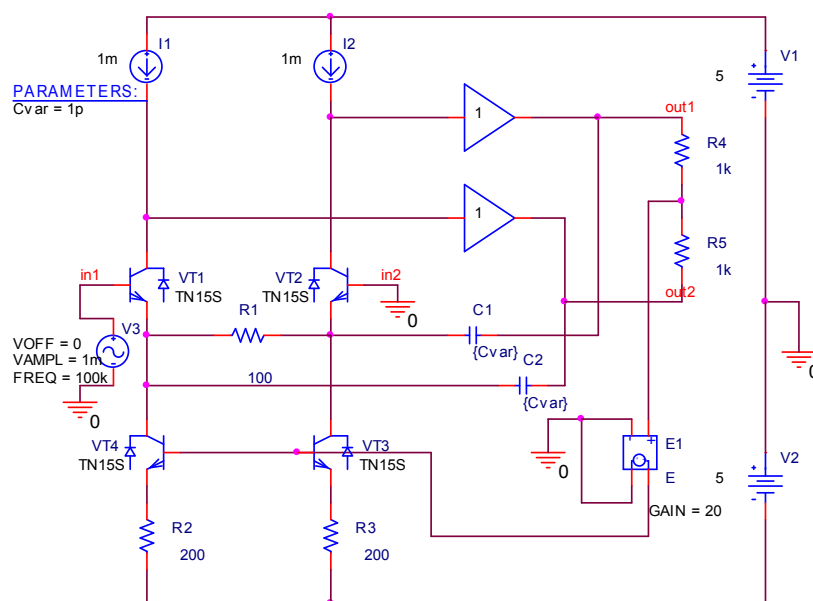 I1
1m
I2
1m
V1
5
PARAMETERS:
Cvar = 1p
1
out1
R4
1k
1
R5
1k
out2
in1
VT1
TN15S
VT2
TN15S
in2
0
R1
100
C1
{Cvar}
C2
{Cvar}
V3
VOFF = 0
VAMPL = 1m
FREQ = 100k
0
0
VT4
TN15S
VT3
TN15S
0
E1
E
GAIN = 20
V2
5
R2
200
R3
200